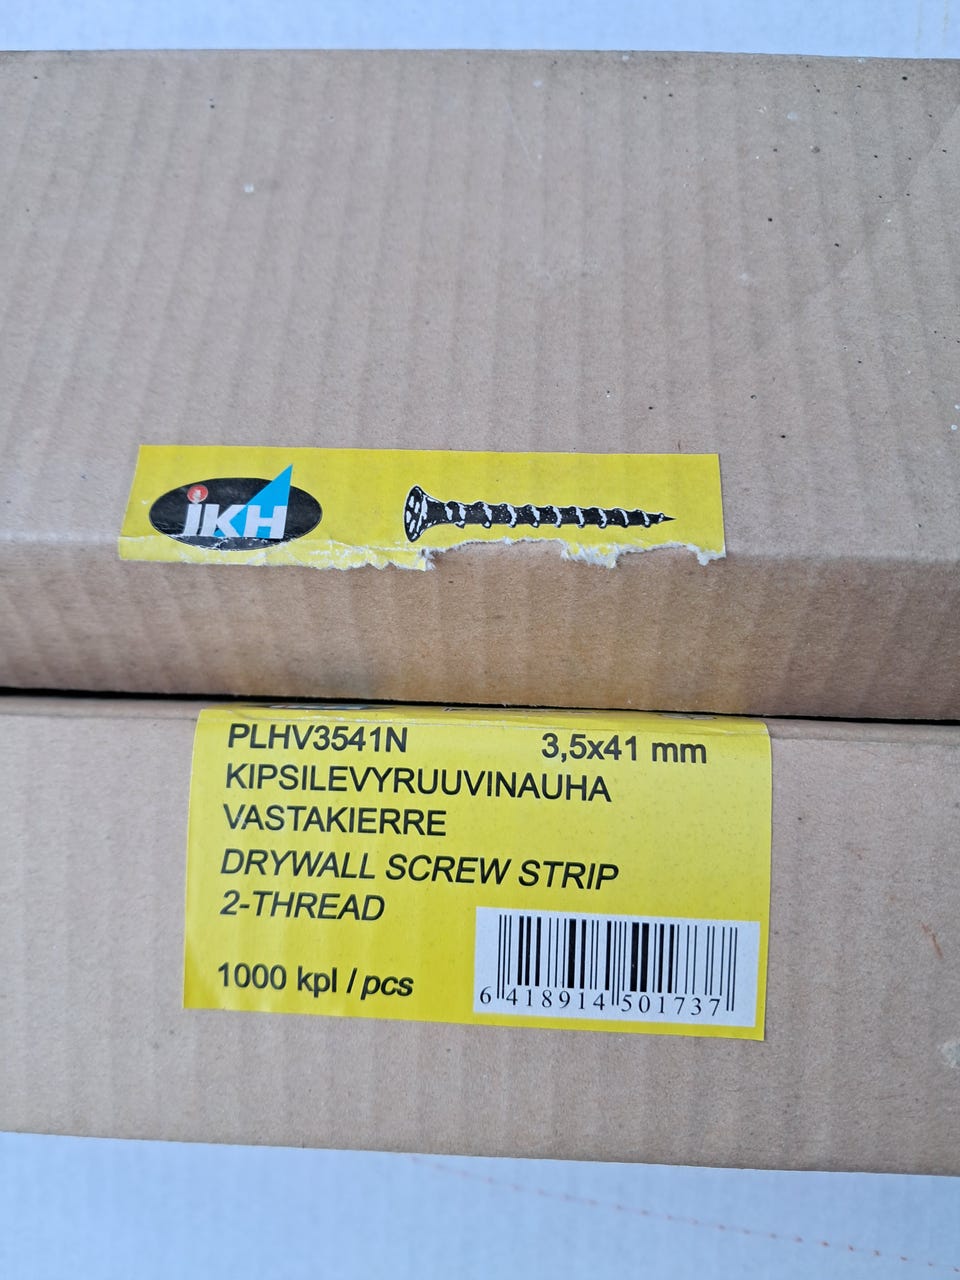 iKH
PLHV3541N 3,5x41 mm
KIPSILEVYRUUVINAUHA
VASTAKIERRE
DRYWALL SCREW STRIP
2-THREAD
1000 kpl / pcs
6 418914 501737